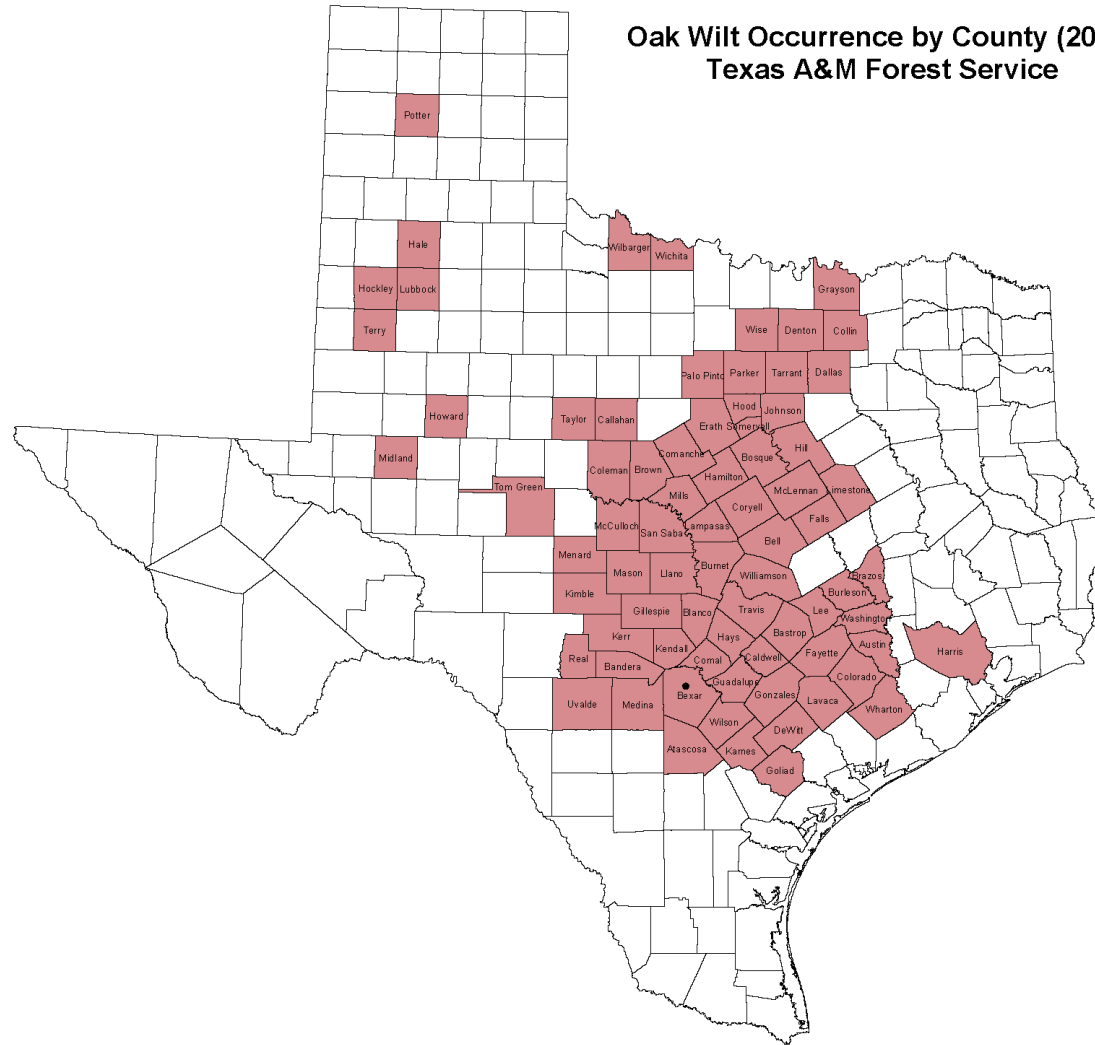 Oak Wilt Occurrence by County (20
Texas A&M Forest Service
Potter
Hale
Wilbarger
Wichita
Hockley
Lubbock
Grayson
Terry
Wise
Denton
Collin
Palo Pinto
Parker
Tarrant
Dallas
Howard
Taylor
Callahan
Hood
Johnson
Erath
Somervell
Midland
Coleman
Brown
Comanche
Bosque
Hill
Hamilton
Tom Green
Mills
McLennan
Limestone
Coryell
McCulloch
San Saba
Lampasas
Falls
Bell
Menard
Mason
Llano
Burnet
Williamson
Brazos
Kimble
Burleson
Gillespie
Blanco
Travis
Lee
Washington
Kerr
Hays
Bastrop
Austin
Harris
Real
Bandera
Kendall
Comal
Caldwell
Fayette
Colorado
Uvalde
Medina
Bexar
Guadalupe
Gonzales
Lavaca
Wharton
Wilson
DeWitt
Atascosa
Karnes
Goliad